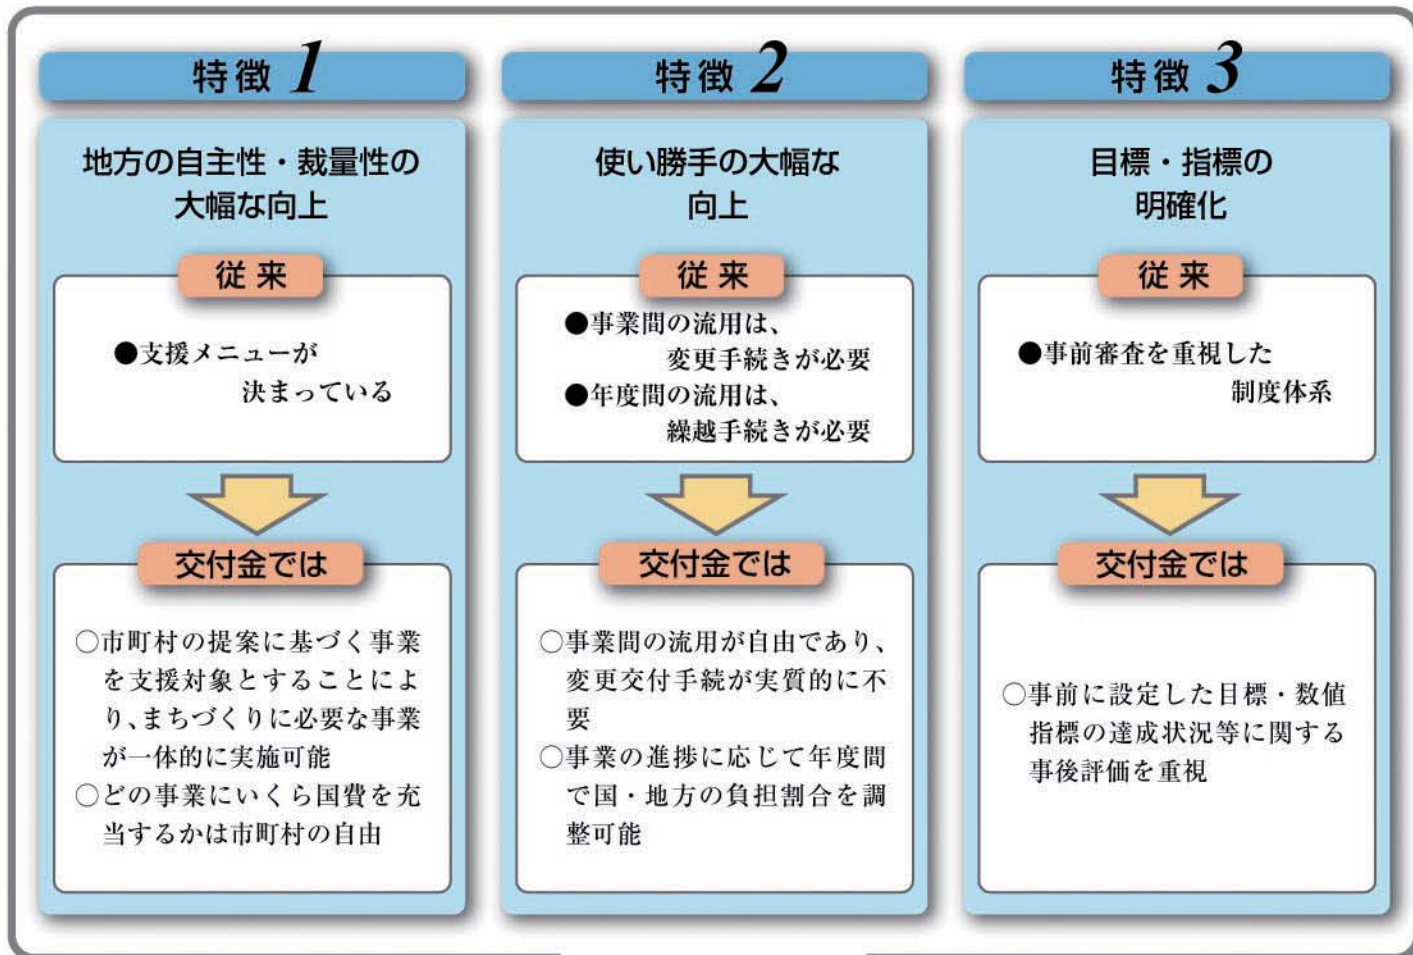 特徴 1
地方の自主性・裁量性の
大幅な向上
従来
●支援メニューが
決まっている
交付金では
○市町村の提案に基づく事業
を支援対象とすることによ
り、まちづくりに必要な事業
が一体的に実施可能
○どの事業にいくら国費を充
当するかは市町村の自由
特徴 2
使い勝手の大幅な
向上
従来
●事業間の流用は、
変更手続きが必要
●年度間の流用は、
繰越手続きが必要
交付金では
○事業間の流用が自由であり、
変更交付手続が実質的に不
要
○事業の進捗に応じて年度間
で国・地方の負担割合を調
整可能
特徴 3
目標・指標の
明確化
従来
●事前審査を重視した
制度体系
交付金では
○事前に設定した目標・数値
指標の達成状況等に関する
事後評価を重視